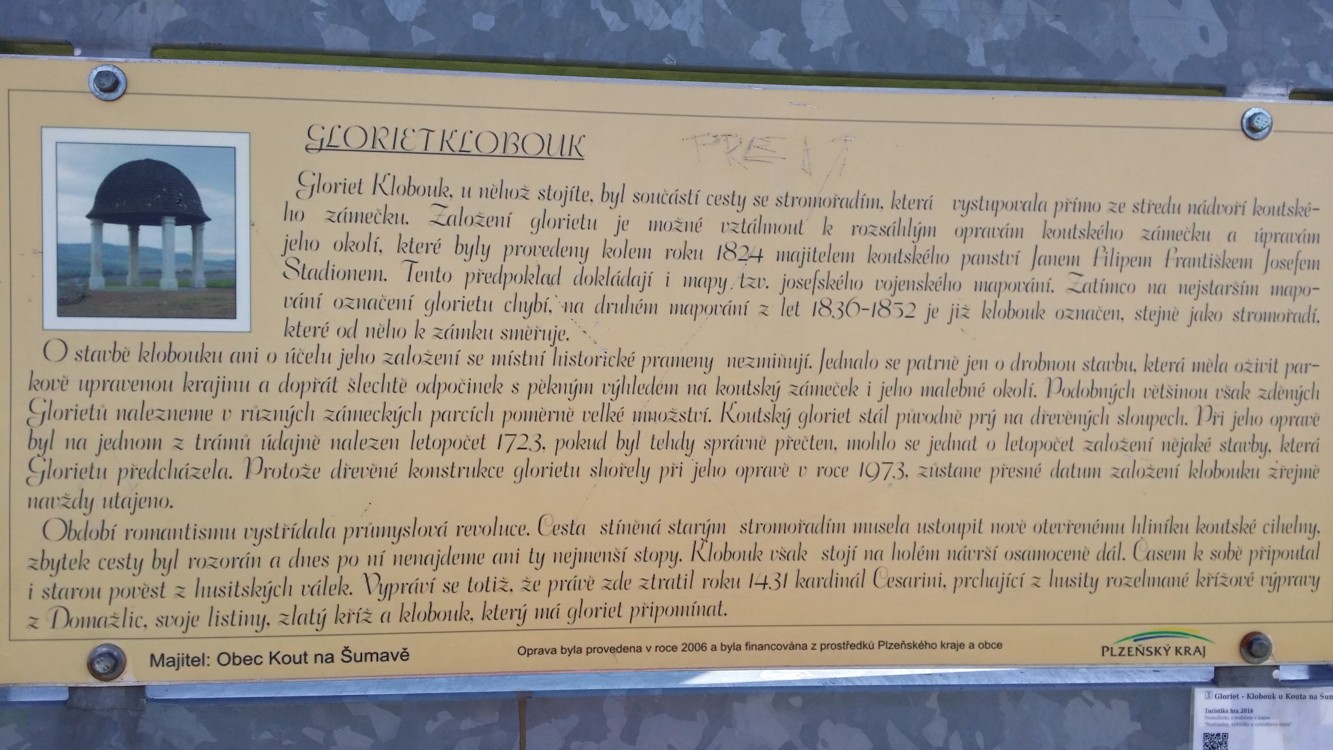 GLORIET KLOBOUK
Gloriet Klobouk, u něhož stojíte, byl součástí cesty se stromořadím, která vystupovala přímo ze středu nádvoří koutské-
ho zámečku. Založení glorietu je možné vztáhnout k rozsáhlým opravám koutského zámečku a úpravám
jeho okolí, které byly provedeny kolem roku 1824 majitelem koutského panství Janem Filipem Františkem Josefem
Stadionem. Tento předpoklad dokládají i mapy tzv. josefského vojenského mapování. Zatímco na nejstarším mapo-
vání označení glorietu chybí, na druhém mapování z let 1836-1852 je již klobouk označen, stejně jako stromořadí,
které od něho k zámku směřuje.
O stavbě klobouku ani o účelu jeho založení se místní historické prameny nezmiňují. Jednalo se patrně jen o drobnou stavbu, která měla oživit par-
kově upravenou krajinu a dopřát šlechtě odpočinek s pěkným výhledem na koutský zámeček i jeho malebné okolí. Podobných většinou však zděných
Glorietů nalezneme v různých zámeckých parcích poměrně velké množství. Koutský gloriet stál původně prý na dřevěných sloupech. Při jeho opravě
byl na jednom z trámů údajně nalezen letopočet 1723, pokud byl tehdy správně přečten, mohlo se jednat o letopočet založení nějaké stavby, která
Glorietu předcházela. Protože dřevěné konstrukce glorietu shořely při jeho opravě v roce 1973, zůstane přesné datum založení klobouku zřejmě
navždy utajeno.
Období romantismu vystřídala průmyslová revoluce. Cesta stíněná starým stromořadím musela ustoupit nově otevřenému hliníku koutské cihelny,
zbytek cesty byl rozorán a dnes po ní nenajdeme ani ty nejmenší stopy. Klobouk však stojí na holém návrší osamoceně dál. Časem k sobě připoutal
i starou pověst z husitských válek. Vypráví se totiž, že právě zde ztratil roku 1431 kardinál Cesarini, prchající z husity rozehnané křížové výpravy
z Domažlic, svoje listiny, zlatý kříž a klobouk, který má gloriet připomínat.
Majitel: Obec Kout na Šumavě
Oprava byla provedena v roce 2006 a byla financována z prostředků Plzeňského kraje a obce
PLZEŇSKÝ KRAJ
Gloriet - Klobouk u Kouta na Šum
Turistika hra 2014